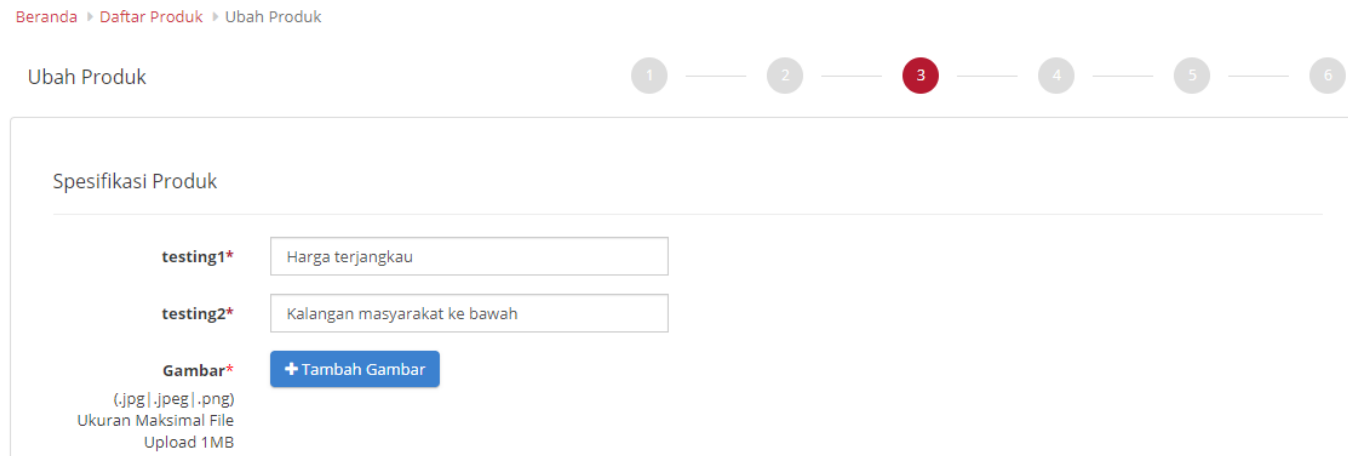 Beranda Daftar Produk Ubah Produk
Ubah Produk
1 2 3 4 5 6
Spesifikasi Produk
testing1* Harga terjangkau
testing2* Kalangan masyarakat ke bawah
Gambar* +Tambah Gambar
(.jpg|.jpeg|.png)
Ukuran Maksimal File
Upload 1MB